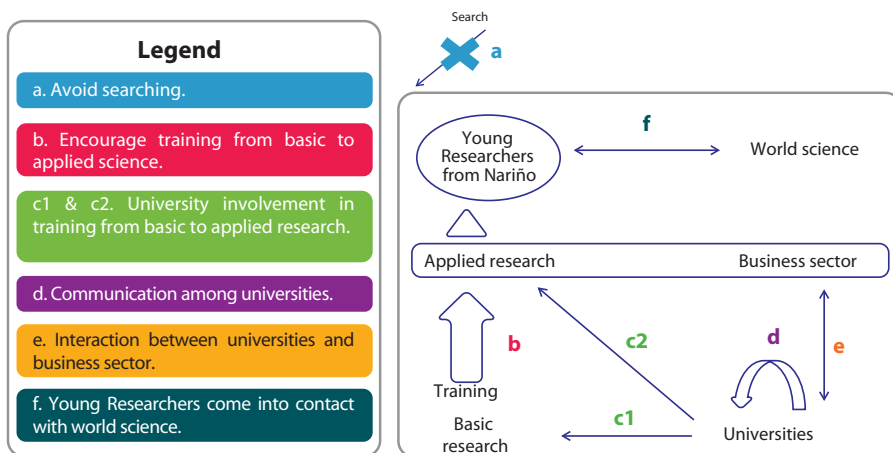 Legend
a. Avoid searching.
b. Encourage training from basic to
applied science.
c1 & c2. University involvement in
training from basic to applied research.
d. Communication among universities.
e. Interaction between universities and
business sector.
f. Young Researchers come into contact
with world science.
Search
a
Young
Researchers
from Nariño
f
World science
Applied research
Business sector
b
c2
d
e
Training
Basic
research
c1
Universities